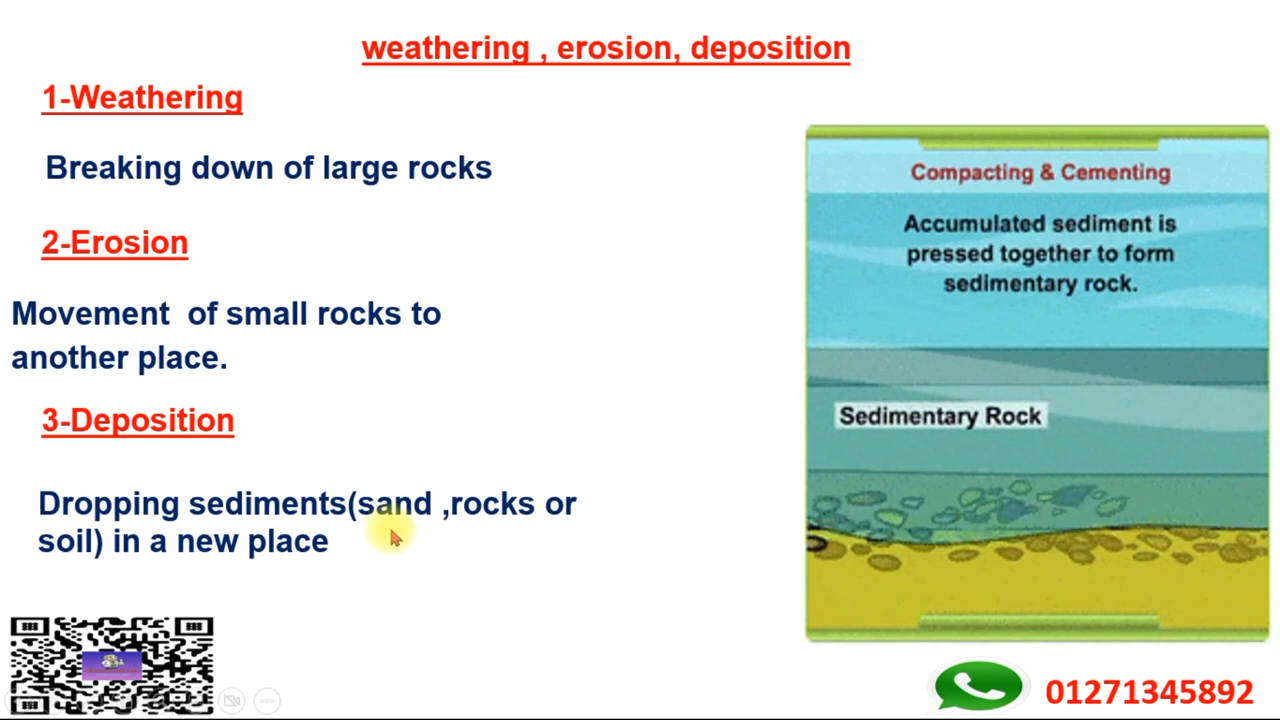 weathering , erosion, deposition
1-Weathering
Breaking down of large rocks
2-Erosion
Movement  of small rocks to
another place.
3-Deposition
Dropping sediments(sand ,rocks or
soil) in a new place
Compacting & Cementing
Accumulated sediment is
pressed together to form
sedimentary rock.
Sedimentary Rock
01271345892